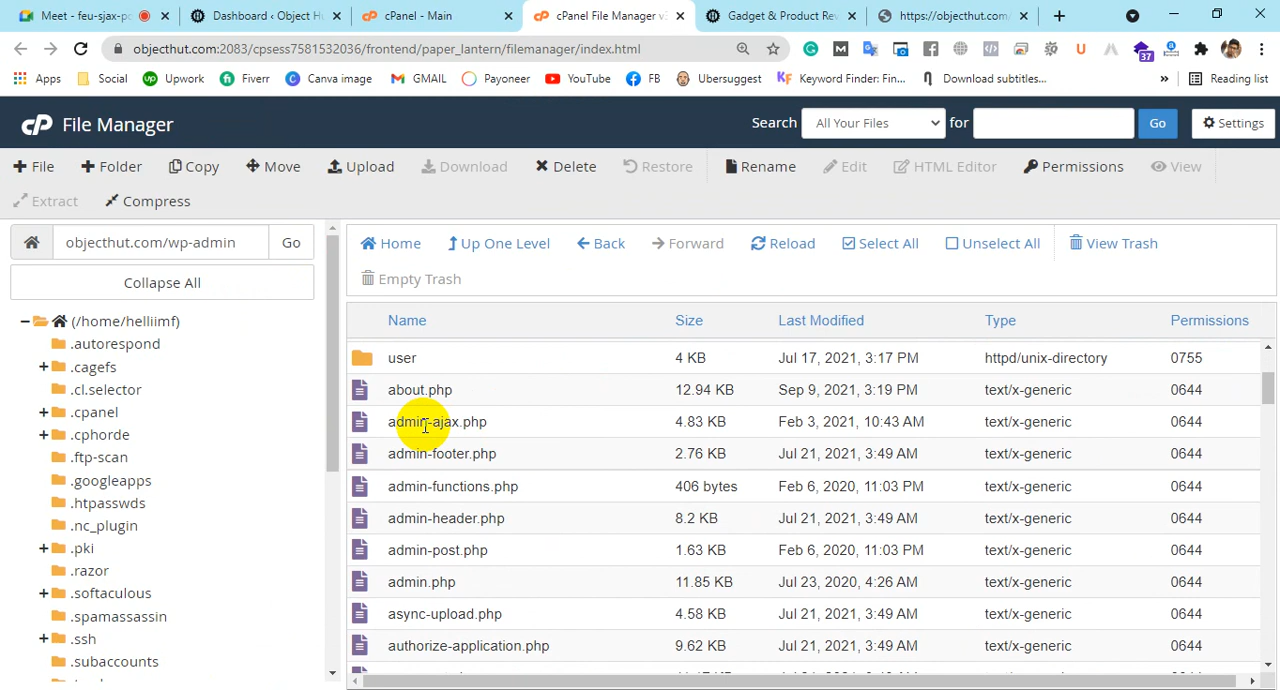 Meet - feu-sjax-pc
Dashboard ‹ Object H
cPanel - Main
cPanel File Manager v
Gadget & Product Rev
https://objecthut.com/
objecthut.com:2083/cpsess7581532036/frontend/paper_lantern/filemanager/index.html
37
Apps Social Upwork Fiverr Canva image GMAIL Payoneer YouTube FB Ubersuggest Keyword Finder: Fin... Download subtitles... » Reading list
cP File Manager
Search All Your Files for Go Settings
File Folder Copy Move Upload Download Delete Restore Rename Edit HTML Editor Permissions View
Extract Compress
objecthut.com/wp-admin Go
Home Up One Level Back Forward Reload Select All Unselect All View Trash
Empty Trash
Collapse All
(/home/helliimf)
.autorespond
.cagefs
.cl.selector
.cpanel
.cphorde
.ftpscan
.googleapps
.htpasswds
.nc_plugin
.pki
.razor
.softaculous
.spamassassin
.ssh
.subaccounts
Name Size Last Modified Type Permissions
user 4 KB Jul 17, 2021, 3:17 PM httpd/unix-directory 0755
about.php 12.94 KB Sep 9, 2021, 3:19 PM text/x-generic 0644
admin-ajax.php 4.83 KB Feb 3, 2021, 10:43 AM text/x-generic 0644
admin-footer.php 2.76 KB Jul 21, 2021, 3:49 AM text/x-generic 0644
admin-functions.php 406 bytes Feb 6, 2020, 11:03 PM text/x-generic 0644
admin-header.php 8.2 KB Jul 21, 2021, 3:49 AM text/x-generic 0644
admin-post.php 1.63 KB Feb 6, 2020, 11:03 PM text/x-generic 0644
admin.php 11.83 KB Jul 23, 2020, 4:26 AM text/x-generic 0644
async-upload.php 4.58 KB Jul 21, 2021, 3:49 AM text/x-generic 0644
authorize-application.php 9.62 KB Jul 21, 2021, 3:49 AM text/x-generic 0644